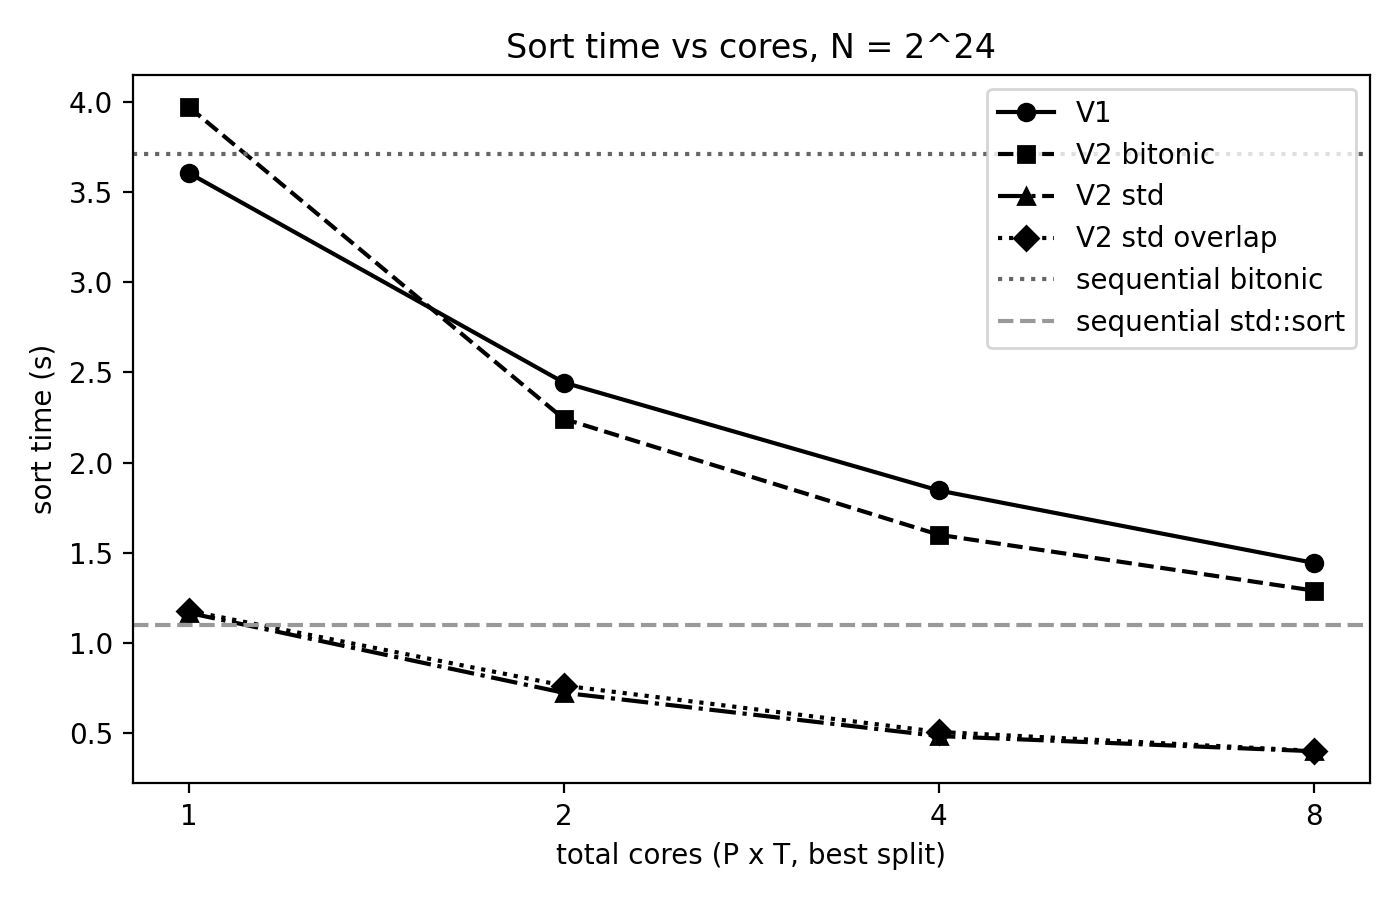 Sort time vs cores, N = 2^24
4.0
3.5
3.0
2.5
2.0
1.5
1.0
0.5
sort time (s)
V1
V2 bitonic
V2 std
V2 std overlap
sequential bitonic
sequential std::sort
1
2
4
8
total cores (P x T, best split)